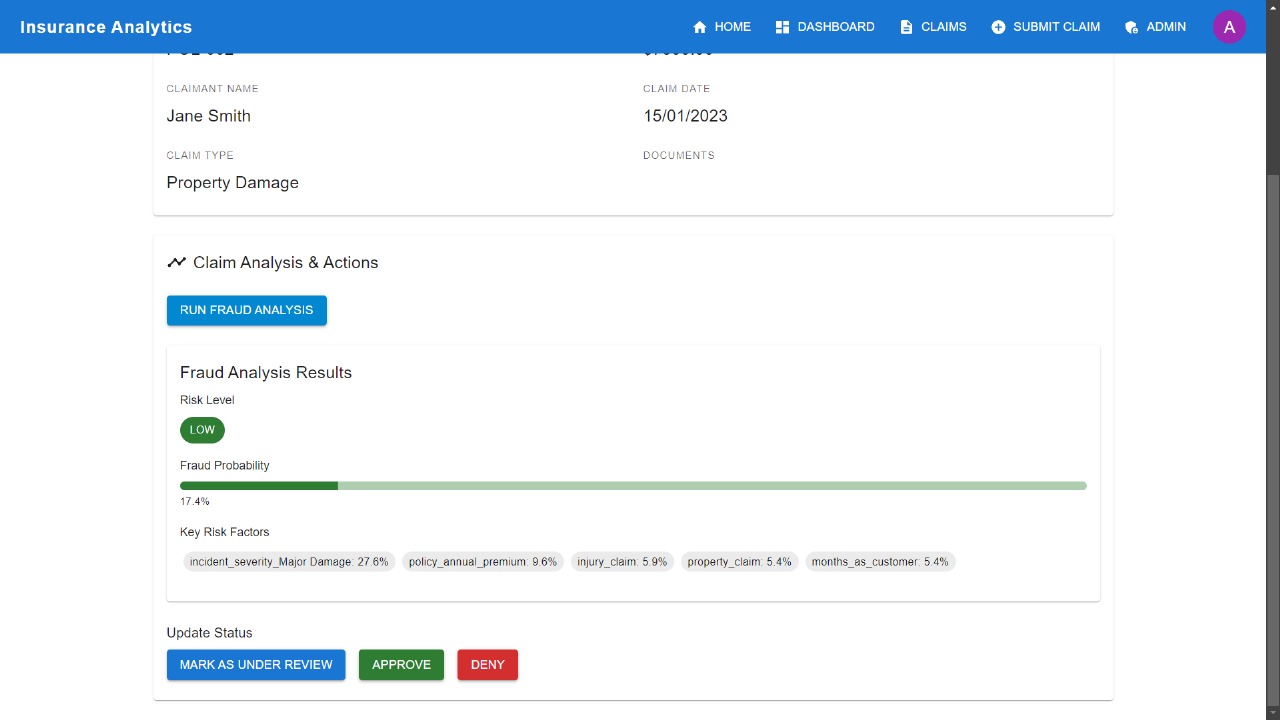 Insurance Analytics
HOME DASHBOARD CLAIMS SUBMIT CLAIM ADMIN A
CLAIMANT NAME CLAIM DATE
Jane Smith 15/01/2023
CLAIM TYPE DOCUMENTS
Property Damage
Claim Analysis & Actions
RUN FRAUD ANALYSIS
Fraud Analysis Results
Risk Level
LOW
Fraud Probability
17.4%
Key Risk Factors
incident_severity_Major Damage: 27.6% policy_annual_premium: 9.6% injury_claim: 5.9% property_claim: 5.4% months_as_customer: 5.4%
Update Status
MARK AS UNDER REVIEW APPROVE DENY